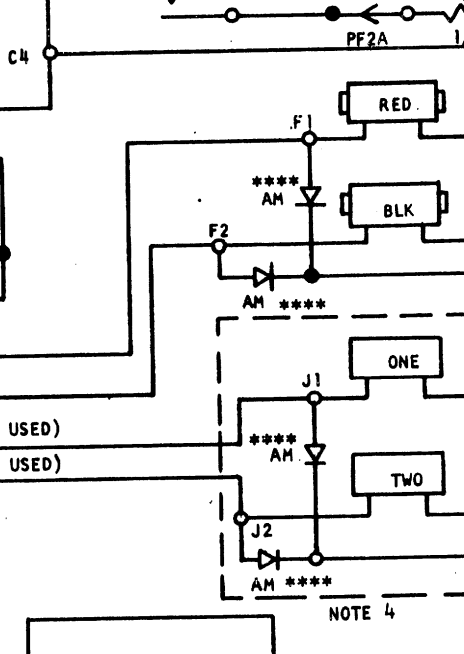 PF2A
C4
RED
F1
****
AM
BLK
F2
AM ****
ONE
J1
USED)
****
AM
USED)
TWO
J2
AM ****
NOTE 4